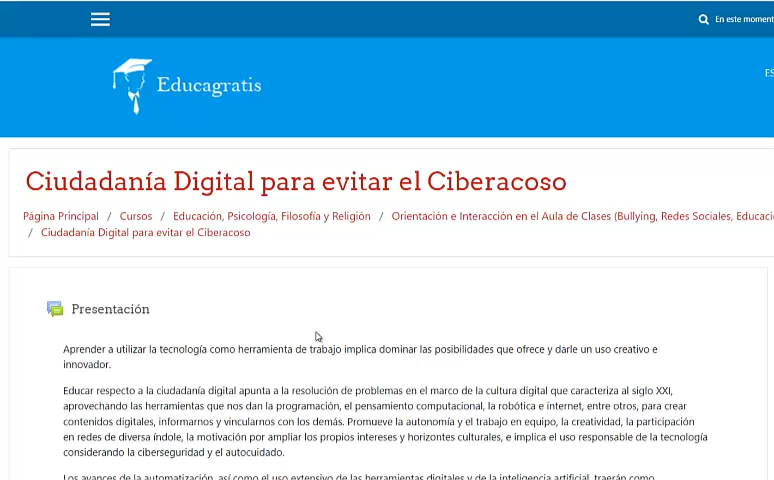 En este moment
ES
Educagratis
Ciudadanía Digital para evitar el Ciberacoso
Página Principal / Cursos / Educación, Psicología, Filosofía y Religión / Orientación e Interacción en el Aula de Clases (Bullying, Redes Sociales, Educaci
/ Ciudadanía Digital para evitar el Ciberacoso
Presentación
Aprender a utilizar la tecnología como herramienta de trabajo implica dominar las posibilidades que ofrece y darle un uso creativo e
innovador.
Educar respecto a la ciudadanía digital apunta a la resolución de problemas en el marco de la cultura digital que caracteriza al siglo XXI,
aprovechando las herramientas que nos dan la programación, el pensamiento computacional, la robótica e internet, entre otros, para crear
contenidos digitales, informarnos y vincularnos con los demás. Promueve la autonomía y el trabajo en equipo, la creatividad, la participación
en redes de diversa índole, la motivación por ampliar los propios intereses y horizontes culturales, e implica el uso responsable de la tecnología
considerando la ciberseguridad y el autocuidado.
Los avances de la automatización, así como el uso extensivo de las herramientas digitales y de la inteligencia artificial, traerán como